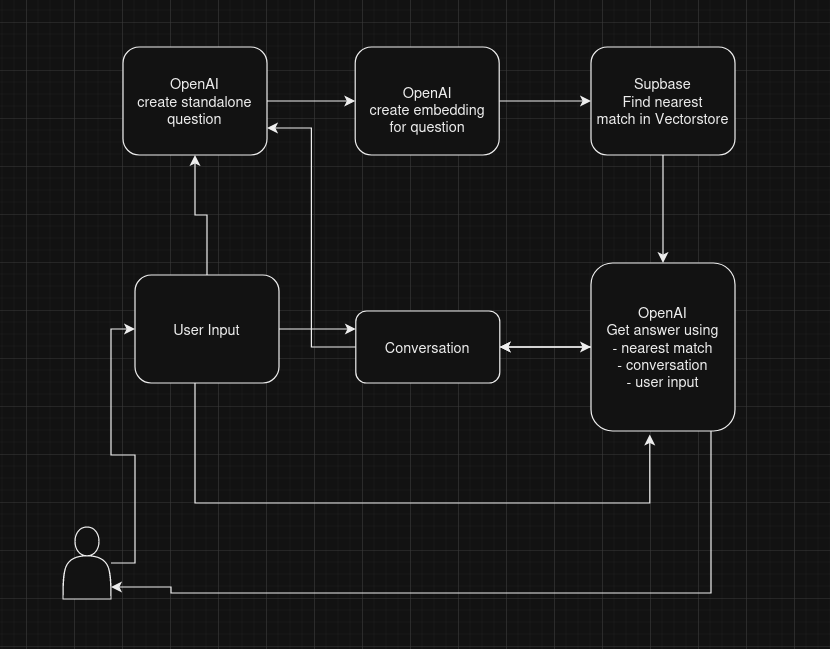 OpenAI
create standalone
question
OpenAI
create embedding
for question
Supbase
Find nearest
match in Vectorstore
User Input
Conversation
OpenAI
Get answer using
- nearest match
- conversation
- user input